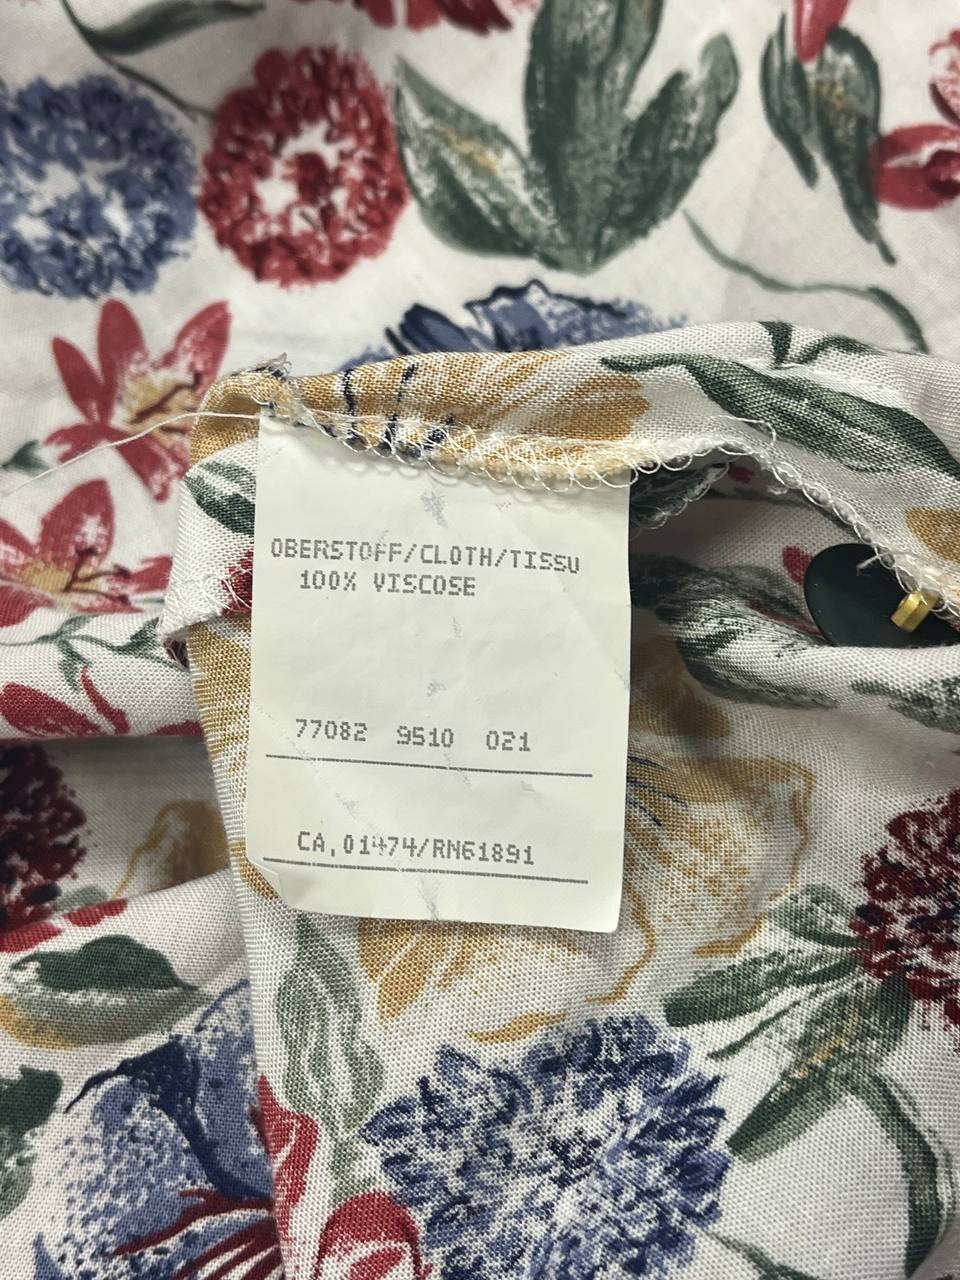 OBERSTOFF/CLOTH/TISSU
100% VISCOSE
77082 9510 021
CA.01474/RN61891